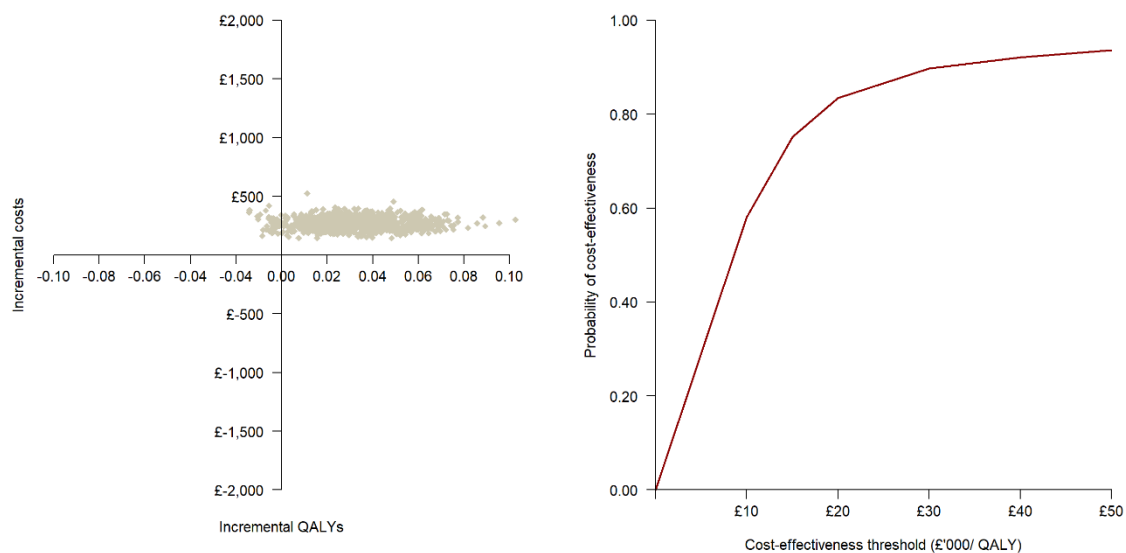 £2,000
£1,500
£1,000
£500
-0.10 -0.08 -0.06 -0.04 -0.04 0.00 0.02 0.04 0.06 0.08 0.10
£-500
£-1,000
£-1,500
£-2,000
Incremental costs
Incremental QALYs
1.00
0.80
0.60
0.40
0.20
0.00
£10 £20 £30 £40 £50
Probability of cost-effectiveness
Cost-effectiveness threshold (£'000/ QALY)